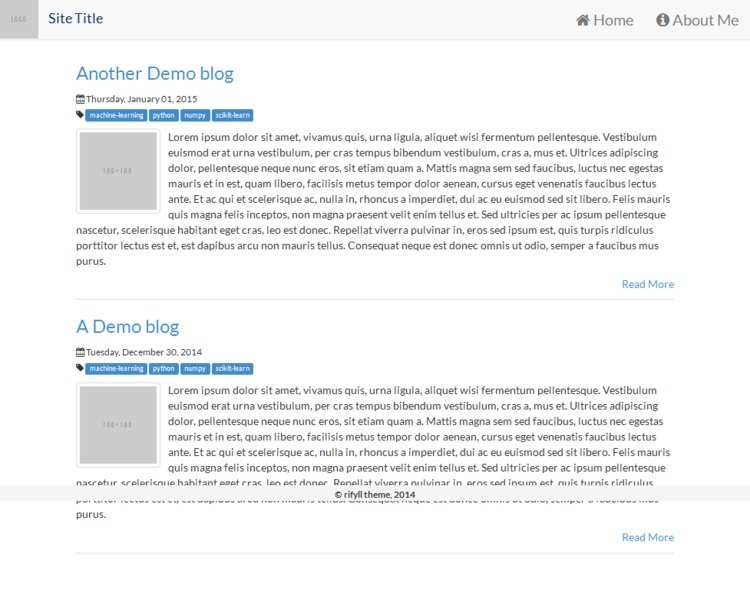 Site Title
Home
About Me
Another Demo blog
Thursday, January 01, 2015
machine-learning python numpy scikit-learn
Lorem ipsum dolor sit amet, vivamus quis, urna ligula, aliquet wisi fermentum pellentesque. Vestibulum
euismod erat urna vestibulum, per cras tempus bibendum vestibulum, cras a, mus et. Ultrices adipiscing
dolor, pellentesque neque nunc eros, sit etiam quam a. Mattis magna sem sed faucibus, luctus nec egestas
mauris et in est, quam libero, facilisis metus tempor dolor aenean, cursus eget venenatis faucibus lectus
ante. Et ac qui et scelerisque ac, nulla in, rhoncus a imperdiet, dui ac eu euismod sed sit libero. Felis mauris
quis magna felis inceptos, non magna praesent velit enim tellus et. Sed ultricies per ac ipsum pellentesque
nascetur, scelerisque habitant eget cras, leo est donec. Repellat viverra pulvinar in, eros sed ipsum est, quis turpis ridiculus
porttitor lectus est et, est dapibus arcu non mauris tellus. Consequat neque est donec omnis ut odio, semper a faucibus mus
purus.
Read More
A Demo blog
Tuesday, December 30, 2014
machine-learning python numpy scikit-learn
Lorem ipsum dolor sit amet, vivamus quis, urna ligula, aliquet wisi fermentum pellentesque. Vestibulum
euismod erat urna vestibulum, per cras tempus bibendum vestibulum, cras a, mus et. Ultrices adipiscing
dolor, pellentesque neque nunc eros, sit etiam quam a. Mattis magna sem sed faucibus, luctus nec egestas
mauris et in est, quam libero, facilisis metus tempor dolor aenean, cursus eget venenatis faucibus lectus
ante. Et ac qui et scelerisque ac, nulla in, rhoncus a imperdiet, dui ac eu euismod sed sit libero. Felis mauris
quis magna felis inceptos, non magna praesent velit enim tellus et. Sed ultricies per ac ipsum pellentesque
nascetur, scelerisque habitant eget cras, leo est donec. Repellat viverra pulvinar in, eros sed ipsum est, quis turpis ridiculus
© rifyll theme, 2014
purus.
Read More